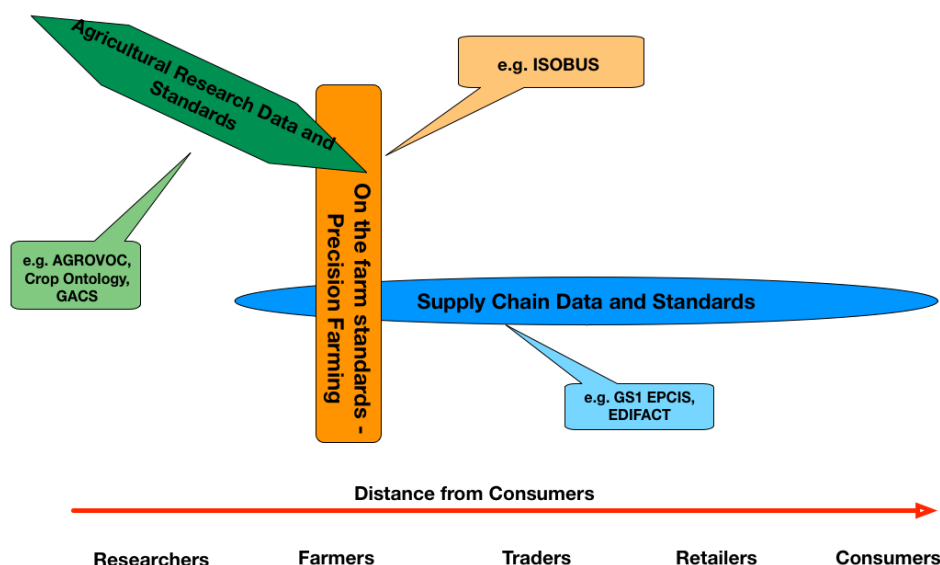 Agricultural Research Data and
Standards
e.g. ISOBUS
On the farm standards -
Precision Farming
e.g. AGROVOC,
Crop Ontology,
GACS
Supply Chain Data and Standards
e.g. GS1 EPCIS,
EDIFACT
Distance from Consumers
Researchers
Farmers
Traders
Retailers
Consumers